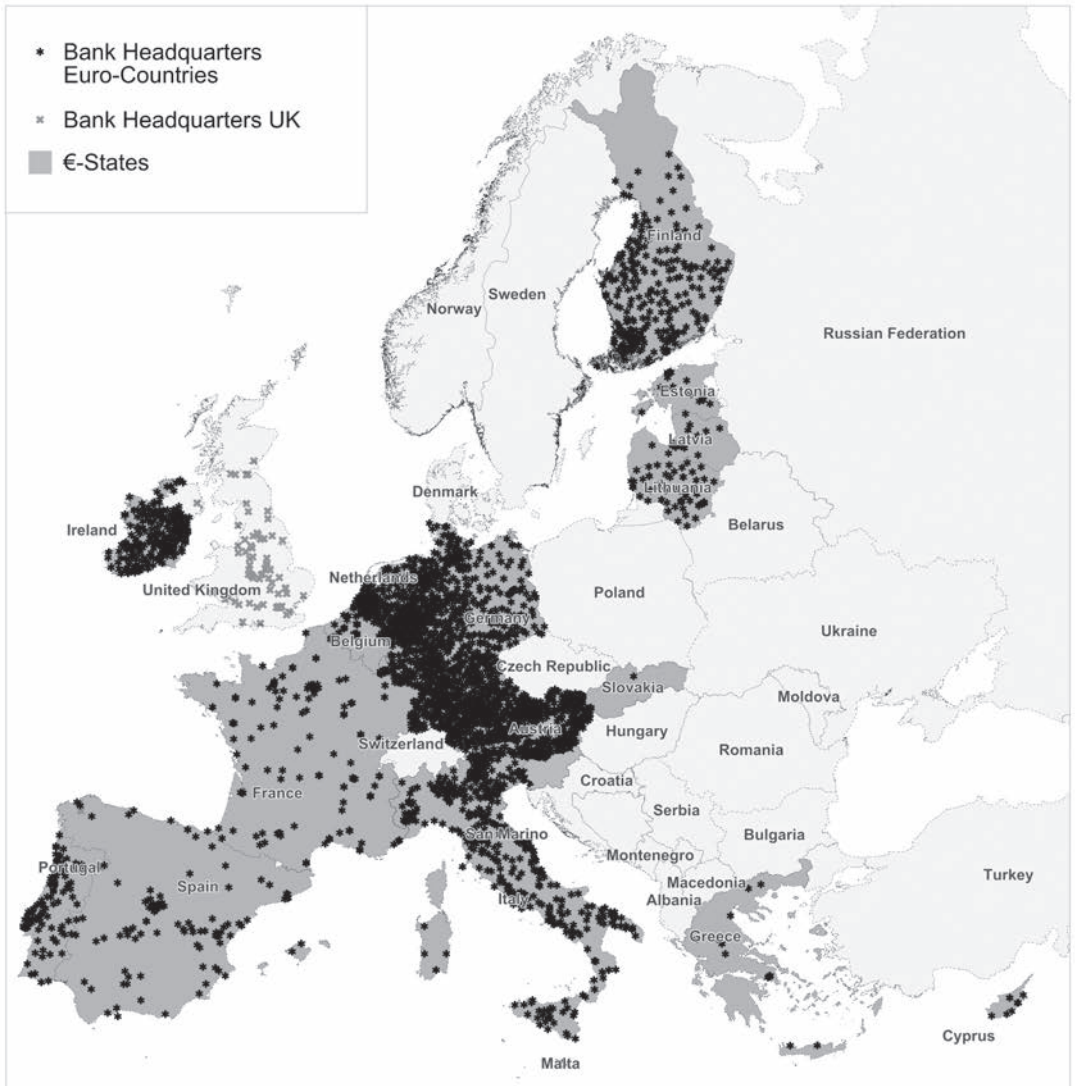 Bank Headquarters
Euro-Countries
Bank Headquarters UK
€-States
Finland
Norway
Sweden
Russian Federation
Estonia
Latvia
Lithuania
Denmark
Ireland
Belarus
Netherlands
United Kingdom
Poland
Germany
Ukraine
Belgium
Czech Republic
Slovakia
Moldova
Austria
Hungary
Switzerland
Romania
Croatia
France
Serbia
San Marino
Bulgaria
Montenegro
Portugal
Macedonia
Turkey
Spain
Albania
Italy
Greece
Cyprus
Malta